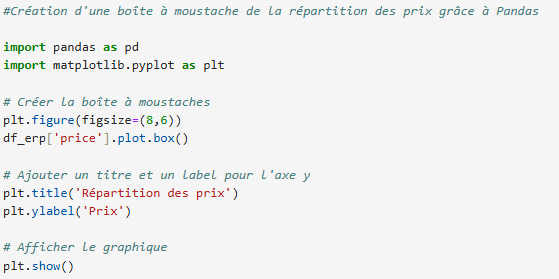 #Création d'une boîte à moustache de la répartition des prix grâce à Pandas
import pandas as pd
import matplotlib.pyplot as plt
# Créer la boîte à moustaches
plt.figure(figsize=(8,6))
df_erp['price'].plot.box()
# Ajouter un titre et un label pour l'axe y
plt.title('Répartition des prix')
plt.ylabel('Prix')
# Afficher le graphique
plt.show()